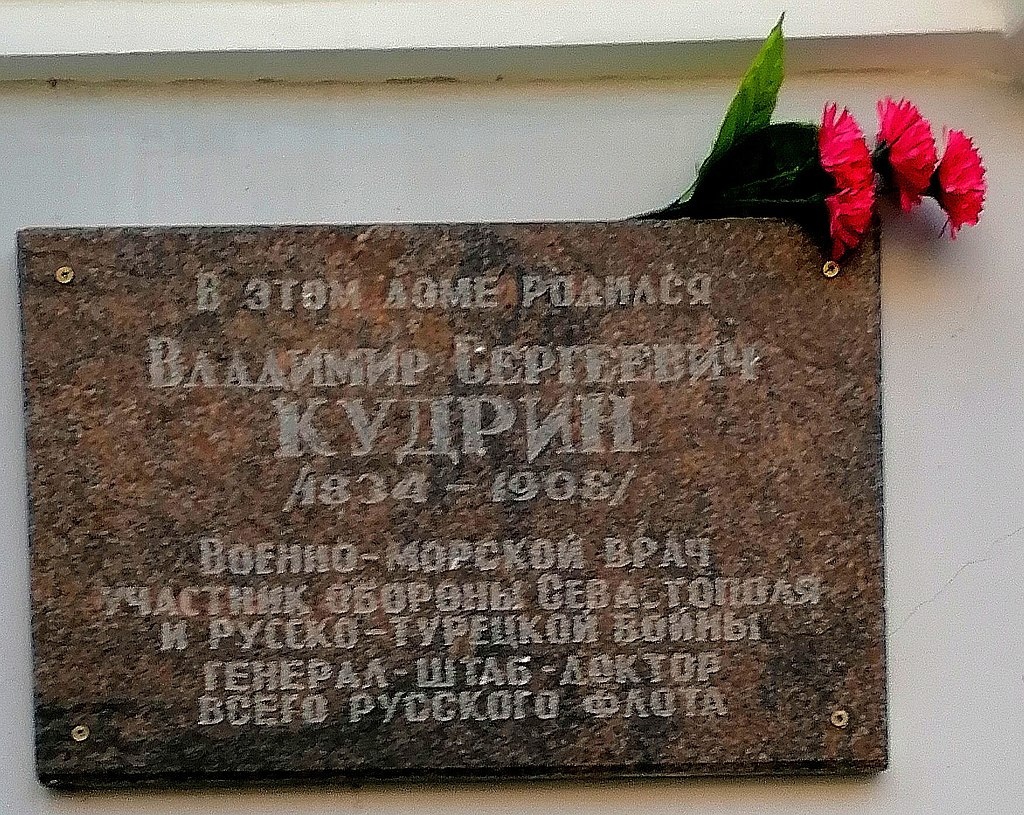 В ЭТОМ ДОМЕ РОДИЛСЯ
ВЛАДИМИР СЕРГЕЕВИЧ
КУДРИН
/1834 - 1908/
ВОЕННО-МОРСКОЙ ВРАЧ
УЧАСТНИК ОБОРОНЫ СЕВАСТОПОЛЯ
И РУССКО-ТУРЕЦКОЙ ВОЙНЫ
ГЕНЕРАЛ-ШТАБ-ДОКТОР
ВСЕГО РУССКОГО ФЛОТА